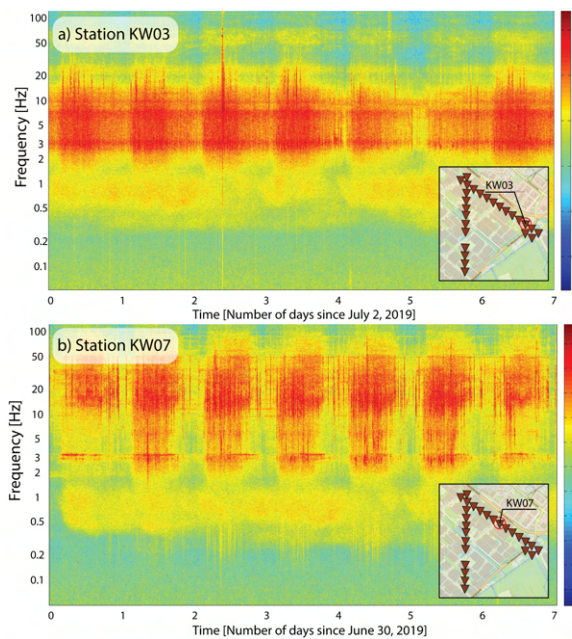 a) Station KW03
Frequency [Hz]
100
50
20
10
5
3
2
1
0.5
0.2
0.1
KW03
0 1 2 3 4 5 6 7
Time [Number of days since July 2, 2019]
b) Station KW07
Frequency [Hz]
100
50
20
10
5
3
2
1
0.5
0.2
0.1
KW07
0 1 2 3 4 5 6 7
Time [Number of days since June 30, 2019]